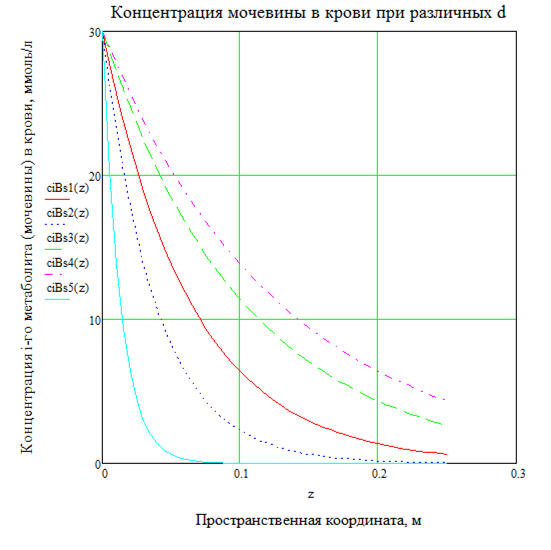 Концентрация мочевины в крови при различных d
Концентрация i-го метаболита (мочевины) в крови, ммоль/л
30
20
ciBs1(z)
ciBs2(z)
ciBs3(z)
ciBs4(z)
ciBs5(z)
10
0
0
0.1
0.2
0.3
z
Пространственная координата, м